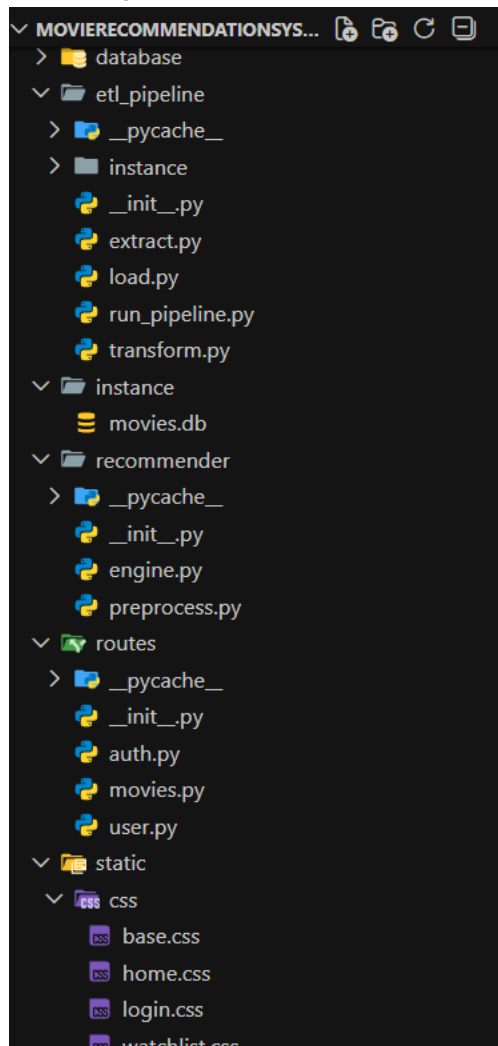 MOVIERECOMMENDATIONSYS...
database
etl_pipeline
__pycache__
instance
__init__.py
extract.py
load.py
run_pipeline.py
transform.py
instance
movies.db
recommender
__pycache__
__init__.py
engine.py
preprocess.py
routes
__pycache__
__init__.py
auth.py
movies.py
user.py
static
css
base.css
home.css
login.css
watchlist.css